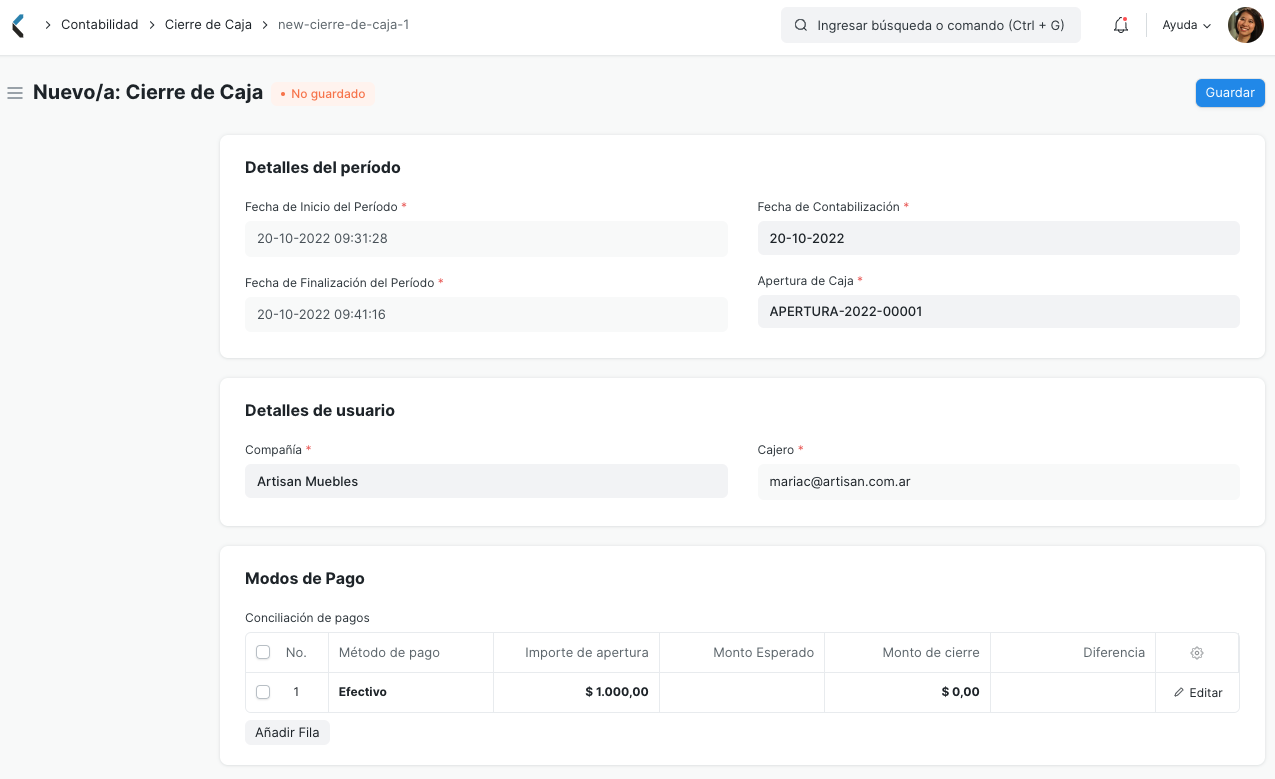 Contabilidad Cierre de Caja new-cierre-de-caja-1
Ingresar búsqueda o comando (Ctrl + G)
Ayuda
Nuevo/a: Cierre de Caja
No guardado
Guardar
Detalles del período
Fecha de Inicio del Período *
20-10-2022 09:31:28
Fecha de Finalización del Período *
20-10-2022 09:41:16
Fecha de Contabilización *
20-10-2022
Apertura de Caja *
APERTURA-2022-00001
Detalles de usuario
Compañía *
Artisan Muebles
Cajero *
mariac@artisan.com.ar
Modos de Pago
Conciliación de pagos
No. Método de pago Importe de apertura Monto Esperado Monto de cierre Diferencia
1 Efectivo $ 1.000,00 $ 0,00 Editar
Añadir Fila